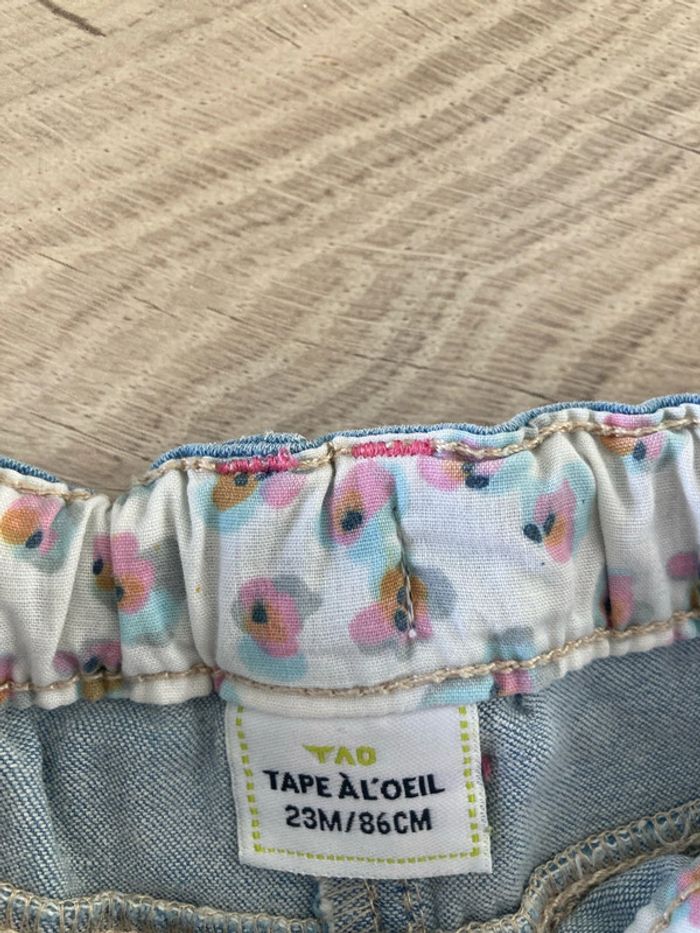 TAO
TAPE À L'OEIL
23M/86CM